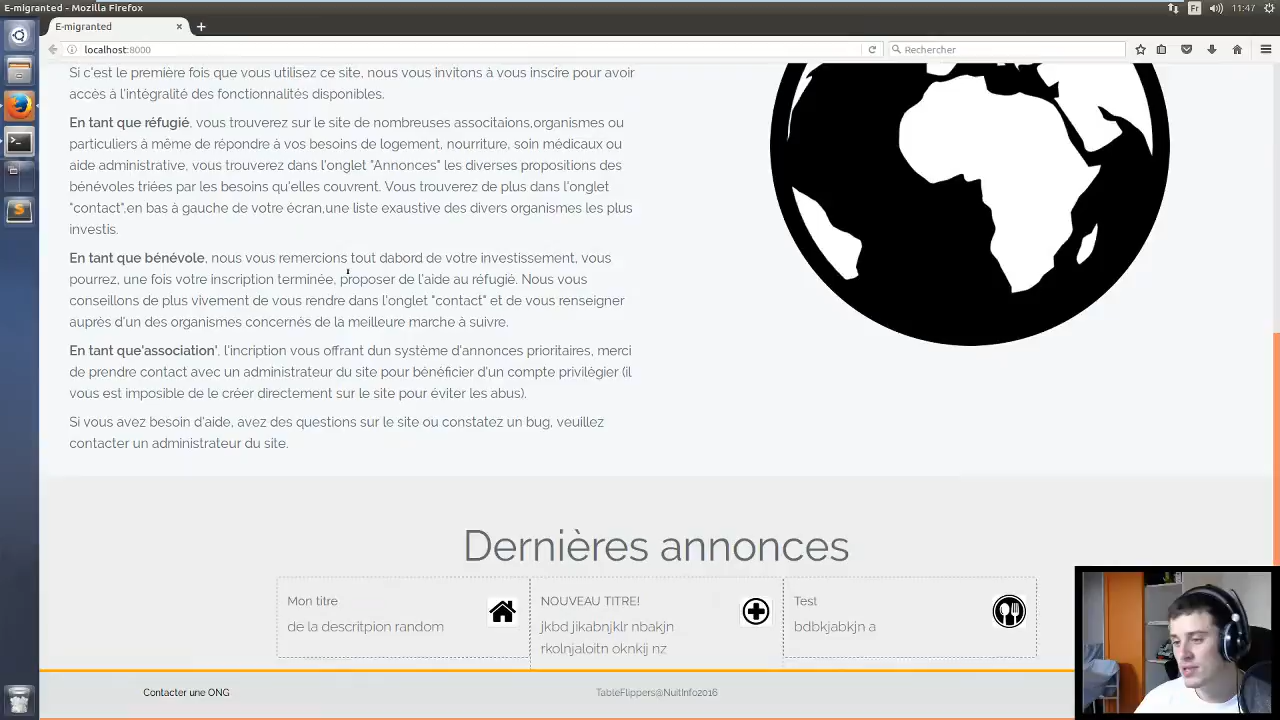 E-migrated - Mozilla Firefox
Fr
11:47
E-migranted
localhost:8000
Rechercher
Si c'est le première fois que vous utilisez ce site, nous vous invitons à vous inscire pour avoir
accès à l'intégralité des fonctionnalités disponibles.
En tant que réfugié, vous trouverez sur le site de nombreuses associtaions,organismes ou
particuliers à même de répondre à vos besoins de logement, nourriture, soin médicaux ou
aide administrative, vous trouverez dans l'onglet "Annonces" les diverses propositions des
bénévoles triées par les besoins qu'elles couvrent. Vous trouverez de plus dans l'onglet
"contact",en bas à gauche de votre écran,une liste exaustive des divers organismes les plus
investis.
En tant que bénévole, nous vous remercions tout dabord de votre investissement, vous
pourrez, une fois votre inscription terminée, proposer de l'aide au réfugié. Nous vous
conseillons de plus vivement de vous rendre dans l'onglet "contact" et de vous renseigner
auprès d'un des organismes concernés de la meilleure marche à suivre.
En tant que'association', l'incription vous offrant dun système d'annonces prioritaires, merci
de prendre contact avec un administrateur du site pour bénéficier d'un compte privilégier (il
vous est imposible de le créer directement sur le site pour éviter les abus).
Si vous avez besoin d'aide, avez des questions sur le site ou constatez un bug, veuillez
contacter un administrateur du site.
Dernières annonces
Mon titre
de la descritpion random
NOUVEAU TITRE!
jkbd jikabnjklr nbakjn
rkolnjaloitn oknkij nz
Test
bdbkjabkjn a
Contacter une ONG
TableFlippers@NuitInfo2016